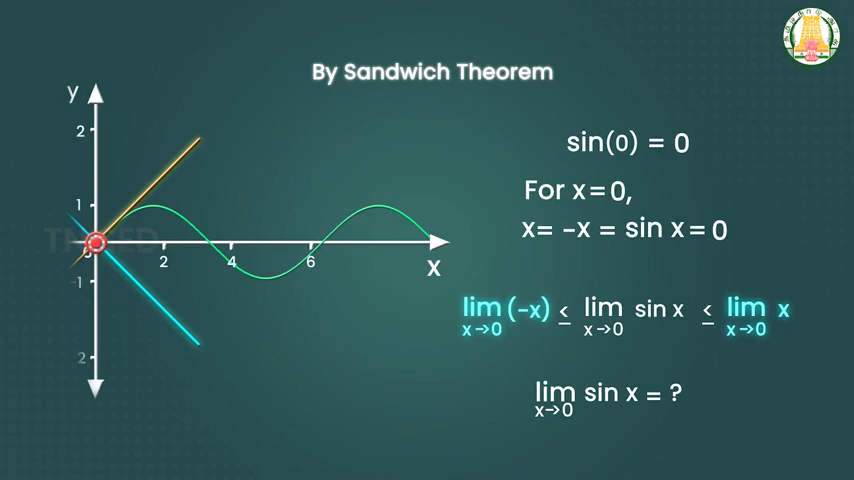 By Sandwich Theorem
y
2
1
-1
2
2
4
6
x
sin(0) = 0
For x=0,
x= -x = sin x=0
lim (-x) ≤ lim sin x ≤ lim x
x→0 x→0 x→0
lim sin x = ?
x→0